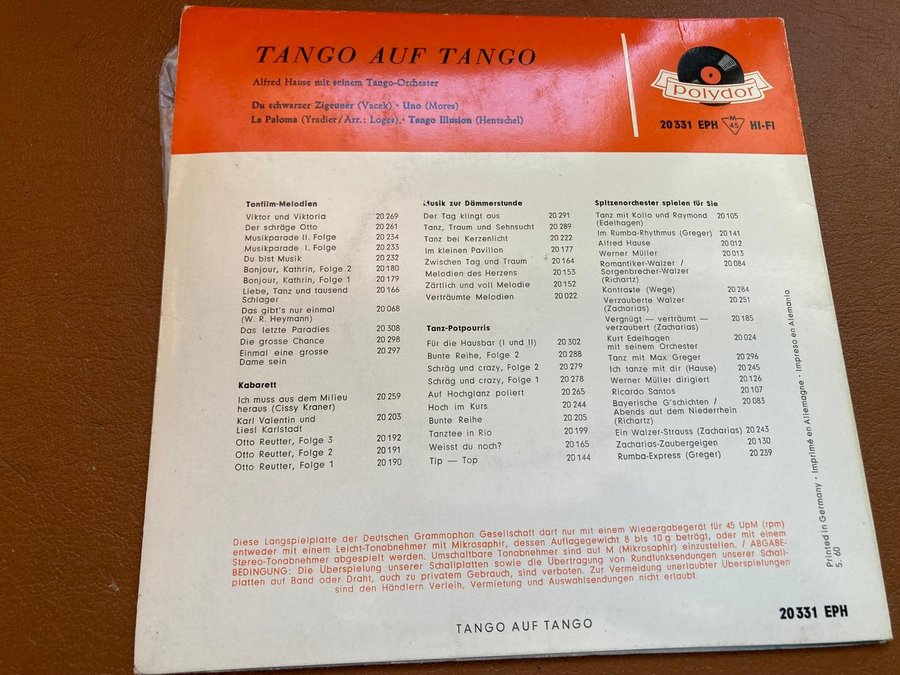 TANGO AUF TANGO
Alfred Hause mit seinem Tango-Orchester
Du schwarzer Zigeuner (Vacek) · Uno (Mores)
La Paloma (Yradier/Arr.: Loges) · Tango Illusion (Hentschel)
Polydor
20 331 EPH M 45 HI-FI
Tonfilm-Melodien
Viktor und Viktoria 20 269
Der schräge Otto 20 261
Musikparade II. Folge 20 234
Musikparade I. Folge 20 233
Du bist Musik 20 232
Bonjour, Kathrin, Folge 2 20 180
Bonjour, Kathrin, Folge 1 20 179
Liebe, Tanz und tausend 20 166
Schlager
Das gibt's nur einmal 20 068
(W. R. Heymann)
Das letzte Paradies 20 308
Die grosse Chance 20 298
Einmal eine grosse 20 297
Dame sein
Kabarett
Ich muss aus dem Milieu 20 259
heraus (Cissy Kraner)
Karl Valentin und 20 203
Liesl Karlstadt
Otto Reutter, Folge 3 20 192
Otto Reutter, Folge 2 20 191
Otto Reutter, Folge 1 20 190
Musik zur Dämmerstunde
Der Tag klingt aus 20 291
Tanz, Traum und Sehnsucht 20 289
Tanz bei Kerzenlicht 20 222
Im kleinen Pavillon 20 177
Zwischen Tag und Traum 20 164
Melodien des Herzens 20 153
Zärtlich und voll Melodie 20 152
Verträumte Melodien 20 022
Tanz-Potpourris
Für die Hausbar (I und II) 20 302
Bunte Reihe, Folge 2 20 288
Schräg und crazy, Folge 2 20 279
Schräg und crazy, Folge 1 20 278
Auf Hochglanz poliert 20 265
Hoch im Kurs 20 244
Bunte Reihe 20 205
Tanztee in Rio 20 199
Weisst du noch? 20 165
Tip — Top 20 144
Spitzenorchester spielen für Sie
Tanz mit Kollo und Raymond 20 105
(Edelhagen)
Im Rumba-Rhythmus (Greger) 20 141
Alfred Hause 20 012
Werner Müller 20 013
Romantiker-Walzer / 20 084
Sorgenbrecher-Walzer
(Richartz)
Kontraste (Wege) 20 284
Verzauberte Walzer 20 251
(Zacharias)
Vergnügt — verträumt — 20 185
verzaubert (Zacharias)
Kurt Edelhagen 20 024
mit seinem Orchester
Tanz mit Max Greger 20 296
Ich tanze mit dir (Hause) 20 245
Werner Müller dirigiert 20 126
Ricardo Santos 20 107
Bayerische G'schichten / 20 083
Abends auf dem Niederrhein
(Richartz)
Ein Walzer-Strauss (Zacharias) 20 243
Zacharias-Zaubergeigen 20 130
Rumba-Express (Greger) 20 239
Printed in Germany · Imprimé en Allemagne · Impreso en Alemania
5. 60
Diese Langspielplatte der Deutschen Grammophon Gesellschaft darf nur mit einem Wiedergabegerät für 45 UpM (rpm)
entweder mit einem Leicht-Tonabnehmer mit Mikrosaphir, dessen Auflagegewicht 8 bis 10 g beträgt, oder mit einem
Stereo-Tonabnehmer abgespielt werden. Umschaltbare Tonabnehmer sind auf M (Mikrosaphir) einzustellen. / ABGABE-
BEDINGUNG: Die Überspielung unserer Schallplatten sowie die Übertragung von Rundfunksendungen unserer Schall-
platten auf Band oder Draht, auch zu privatem Gebrauch, sind verboten. Zur Vermeidung unerlaubter Überspielungen
sind den Händlern Verleih, Vermietung und Auswahlsendungen nicht erlaubt
20 331 EPH
TANGO AUF TANGO